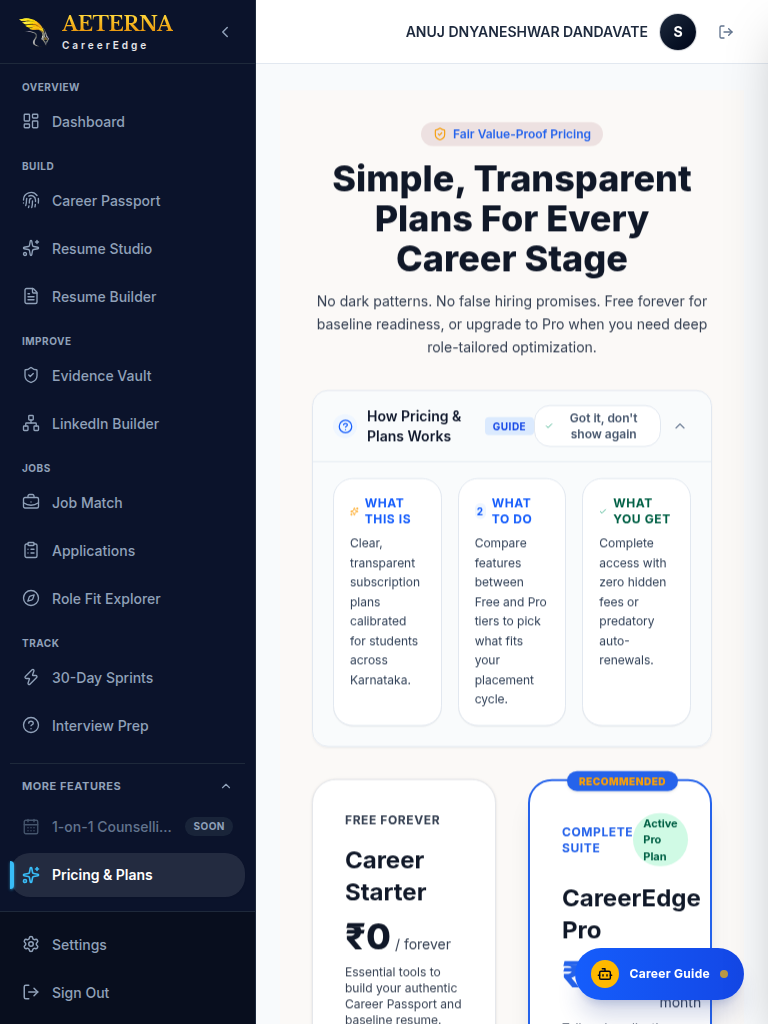 AETERNA
CareerEdge
OVERVIEW
Dashboard
BUILD
Career Passport
Resume Studio
Resume Builder
IMPROVE
Evidence Vault
LinkedIn Builder
JOBS
Job Match
Applications
Role Fit Explorer
TRACK
30-Day Sprints
Interview Prep
MORE FEATURES
1-on-1 Counselli... SOON
Pricing & Plans
Settings
Sign Out
ANUJ DNYANESHWAR DANDAVATE S
Fair Value-Proof Pricing
Simple, Transparent
Plans For Every
Career Stage
No dark patterns. No false hiring promises. Free forever for
baseline readiness, or upgrade to Pro when you need deep
role-tailored optimization.
How Pricing &
Plans Works
GUIDE
Got it, don't
show again
WHAT
THIS IS
Clear,
transparent
subscription
plans
calibrated
for students
across
Karnataka.
2
WHAT
TO DO
Compare
features
between
Free and Pro
tiers to pick
what fits
your
placement
cycle.
WHAT
YOU GET
Complete
access with
zero hidden
fees or
predatory
auto-
renewals.
FREE FOREVER
Career
Starter
₹0 / forever
Essential tools to
build your authentic
Career Passport and
baseline resume.
RECOMMENDED
COMPLETE
SUITE
Active
Pro
Plan
CareerEdge
Pro
₹
month
Career Guide